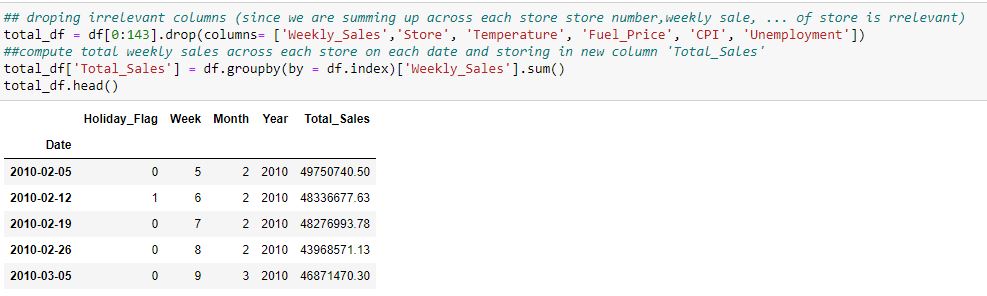 ## droping irrelevant columns (since we are summing up across each store store number,weekly sale, ... of store is rrelevant)
total_df = df[0:143].drop(columns= ['Weekly_Sales','Store', 'Temperature', 'Fuel_Price', 'CPI', 'Unemployment'])
##compute total weekly sales across each store on each date and storing in new column 'Total_Sales'
total_df['Total_Sales'] = df.groupby(by = df.index)['Weekly_Sales'].sum()
total_df.head()
Holiday_Flag Week Month Year Total_Sales
Date
2010-02-05 0 5 2 2010 49750740.50
2010-02-12 1 6 2 2010 48336677.63
2010-02-19 0 7 2 2010 48276993.78
2010-02-26 0 8 2 2010 43968571.13
2010-03-05 0 9 3 2010 46871470.30